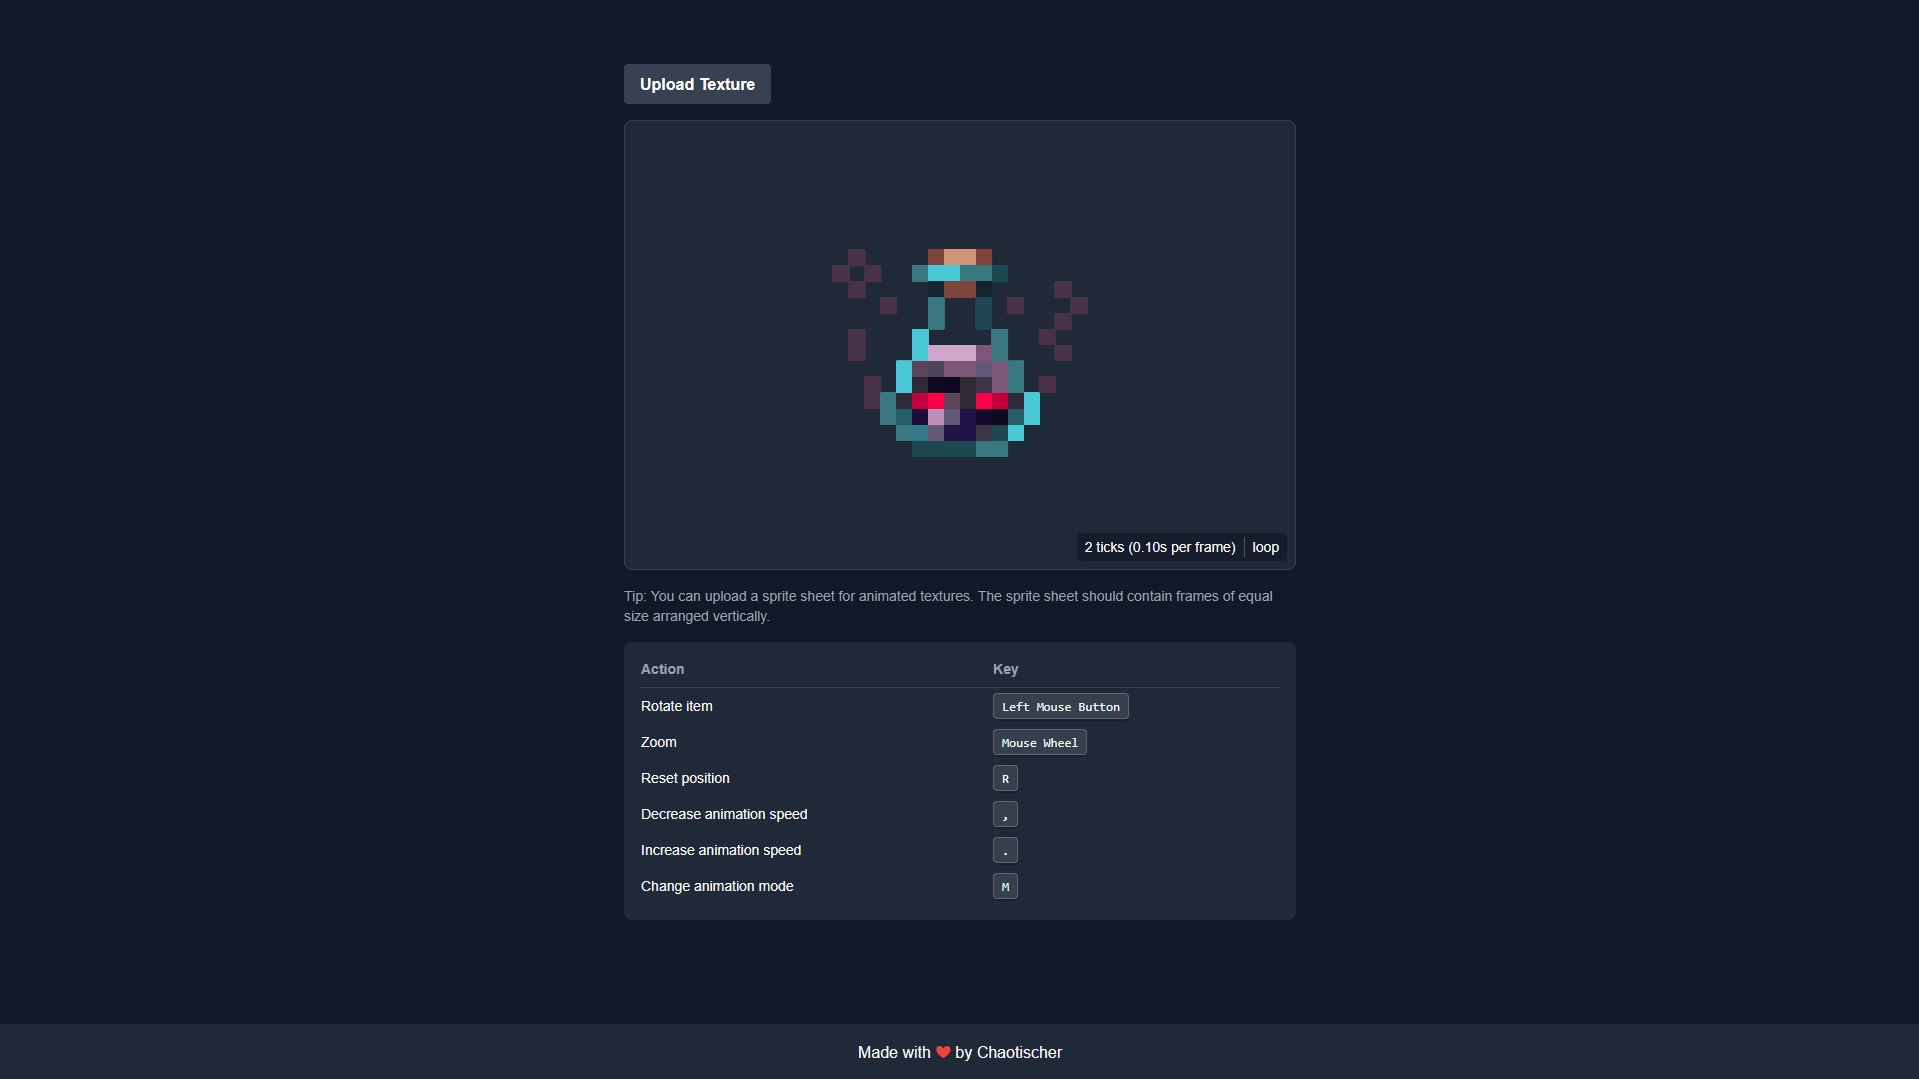 Upload Texture
2 ticks (0.10s per frame) loop
Tip: You can upload a sprite sheet for animated textures. The sprite sheet should contain frames of equal
size arranged vertically.
Action Key
Rotate item Left Mouse Button
Zoom Mouse Wheel
Reset position R
Decrease animation speed ,
Increase animation speed .
Change animation mode M
Made with ❤️ by Chaotischer